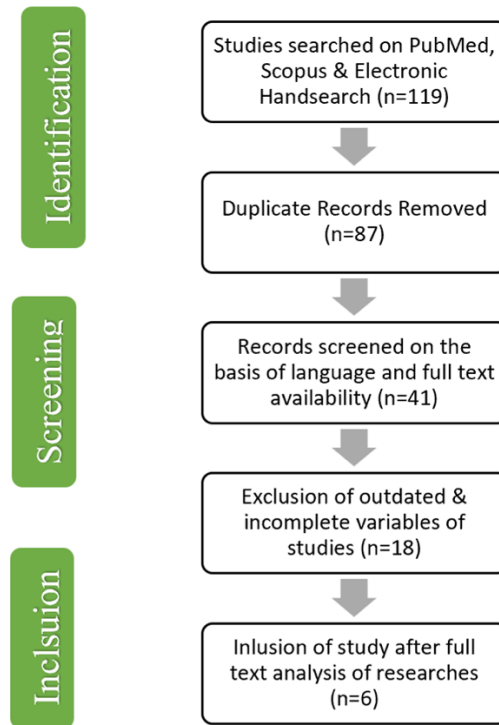 Identification
Studies searched on PubMed,
Scopus & Electronic
Handsearch (n=119)
Duplicate Records Removed
(n=87)
Screening
Records screened on the
basis of language and full text
availability (n=41)
Exclusion of outdated &
incomplete variables of
studies (n=18)
Inclsuion
Inlusion of study after full
text analysis of researches
(n=6)